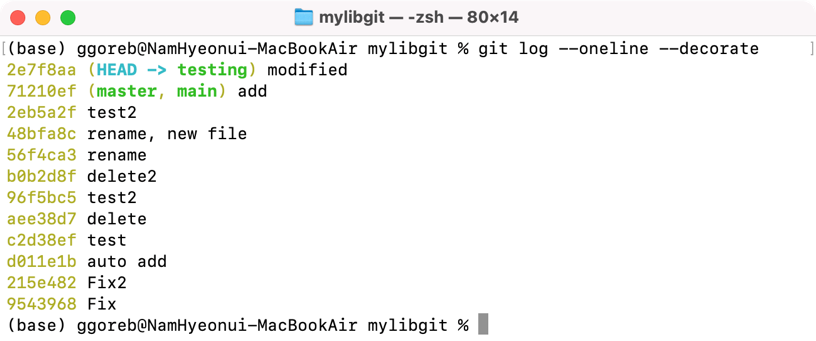 mylibgit — -zsh — 80×14
(base) ggoreb@NamHyeonui-MacBookAir mylibgit % git log --oneline --decorate
2e7f8aa (HEAD -> testing) modified
71210ef (master, main) add
2eb5a2f test2
48bfa8c rename, new file
56f4ca3 rename
b0b2d8f delete2
96f5bc5 test2
aee38d7 delete
c2d38ef test
d011e1b auto add
215e482 Fix2
9543968 Fix
(base) ggoreb@NamHyeonui-MacBookAir mylibgit %